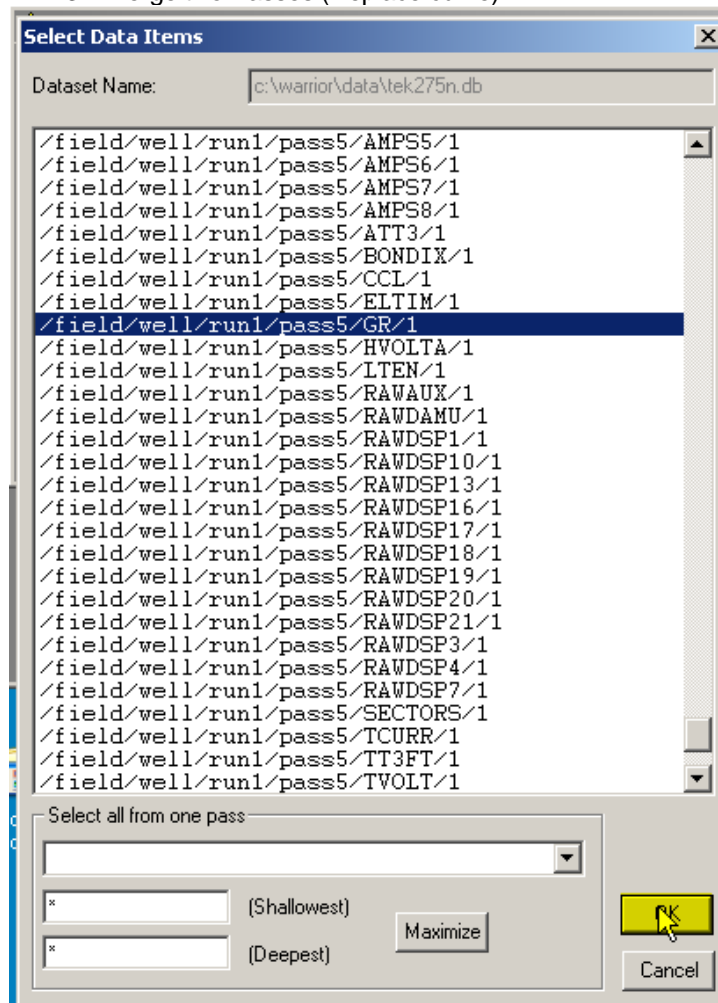 Select Data Items
Dataset Name: c:\warrior\data\tek275n.db
/field/well/run1/pass5/AMPS5/1
/field/well/run1/pass5/AMPS6/1
/field/well/run1/pass5/AMPS7/1
/field/well/run1/pass5/AMPS8/1
/field/well/run1/pass5/ATT3/1
/field/well/run1/pass5/BONDIX/1
/field/well/run1/pass5/CCL/1
/field/well/run1/pass5/ELTIM/1
/field/well/run1/pass5/GR/1
/field/well/run1/pass5/HVOLTA/1
/field/well/run1/pass5/LTEN/1
/field/well/run1/pass5/RAWAUX/1
/field/well/run1/pass5/RAWDAMU/1
/field/well/run1/pass5/RAWDSP1/1
/field/well/run1/pass5/RAWDSP10/1
/field/well/run1/pass5/RAWDSP13/1
/field/well/run1/pass5/RAWDSP16/1
/field/well/run1/pass5/RAWDSP17/1
/field/well/run1/pass5/RAWDSP18/1
/field/well/run1/pass5/RAWDSP19/1
/field/well/run1/pass5/RAWDSP20/1
/field/well/run1/pass5/RAWDSP21/1
/field/well/run1/pass5/RAWDSP3/1
/field/well/run1/pass5/RAWDSP4/1
/field/well/run1/pass5/RAWDSP7/1
/field/well/run1/pass5/SECTORS/1
/field/well/run1/pass5/TCURR/1
/field/well/run1/pass5/TT3FT/1
/field/well/run1/pass5/TVOLT/1
Select all from one pass
* (Shallowest)
* (Deepest)
Maximize
OK
Cancel